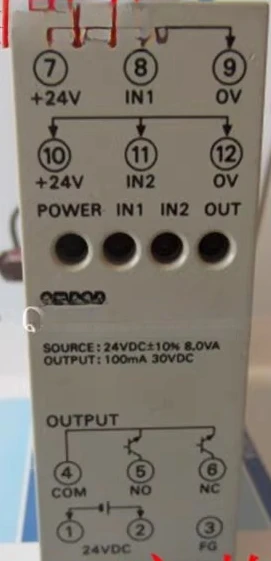 7 8 9
+24V IN1 0V
10 11 12
+24V IN2 0V
POWER IN1 IN2 OUT
OMRON
SOURCE: 24VDC±10% 8.0VA
OUTPUT: 100mA 30VDC
OUTPUT
4 5 6
COM NO NC
1 2 3
24VDC FG